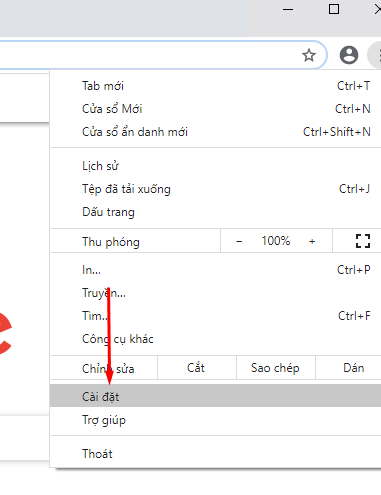 Tab mới Ctrl+T
Cửa sổ Mới Ctrl+N
Cửa sổ ẩn danh mới Ctrl+Shift+N
Lịch sử
Tệp đã tải xuống Ctrl+J
Dấu trang
Thu phóng − 100% +
In... Ctrl+P
Truyền...
Tìm... Ctrl+F
Công cụ khác
Chỉnh sửa Cắt Sao chép Dán
Cài đặt
Trợ giúp
Thoát